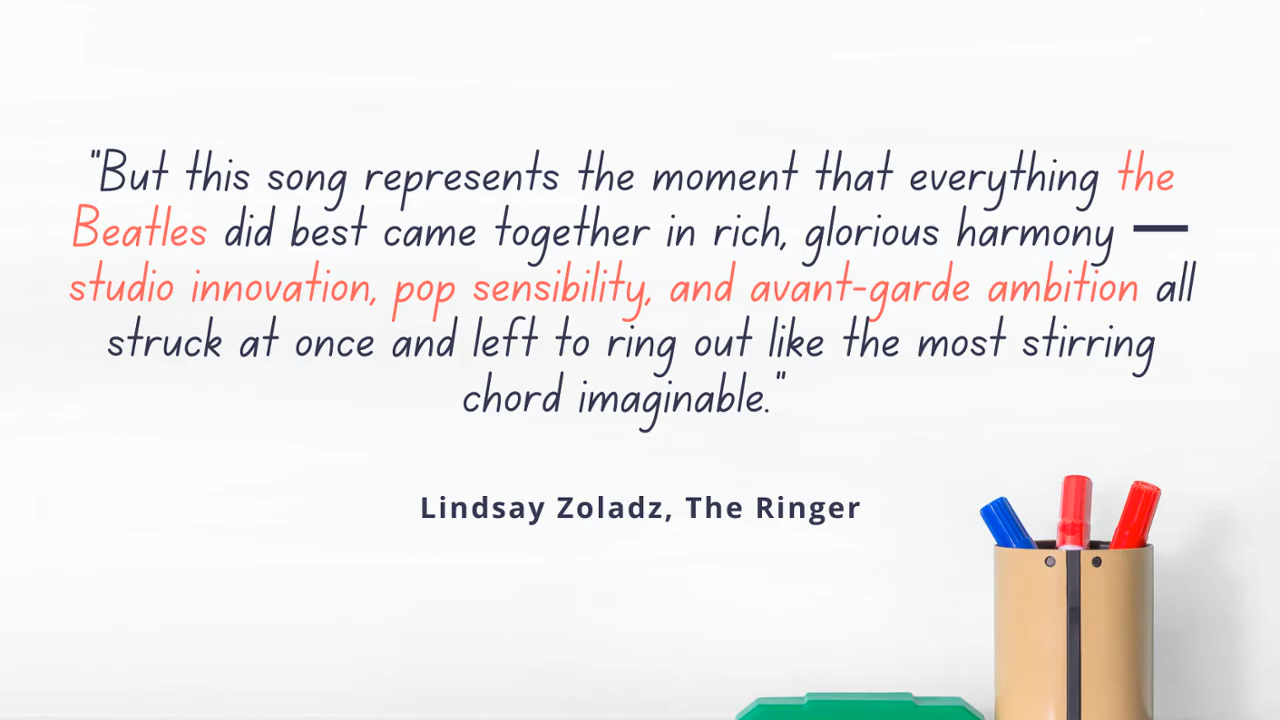 "But this song represents the moment that everything the
Beatles did best came together in rich, glorious harmony —
studio innovation, pop sensibility, and avant-garde ambition all
struck at once and left to ring out like the most stirring
chord imaginable."
Lindsay Zoladz, The Ringer